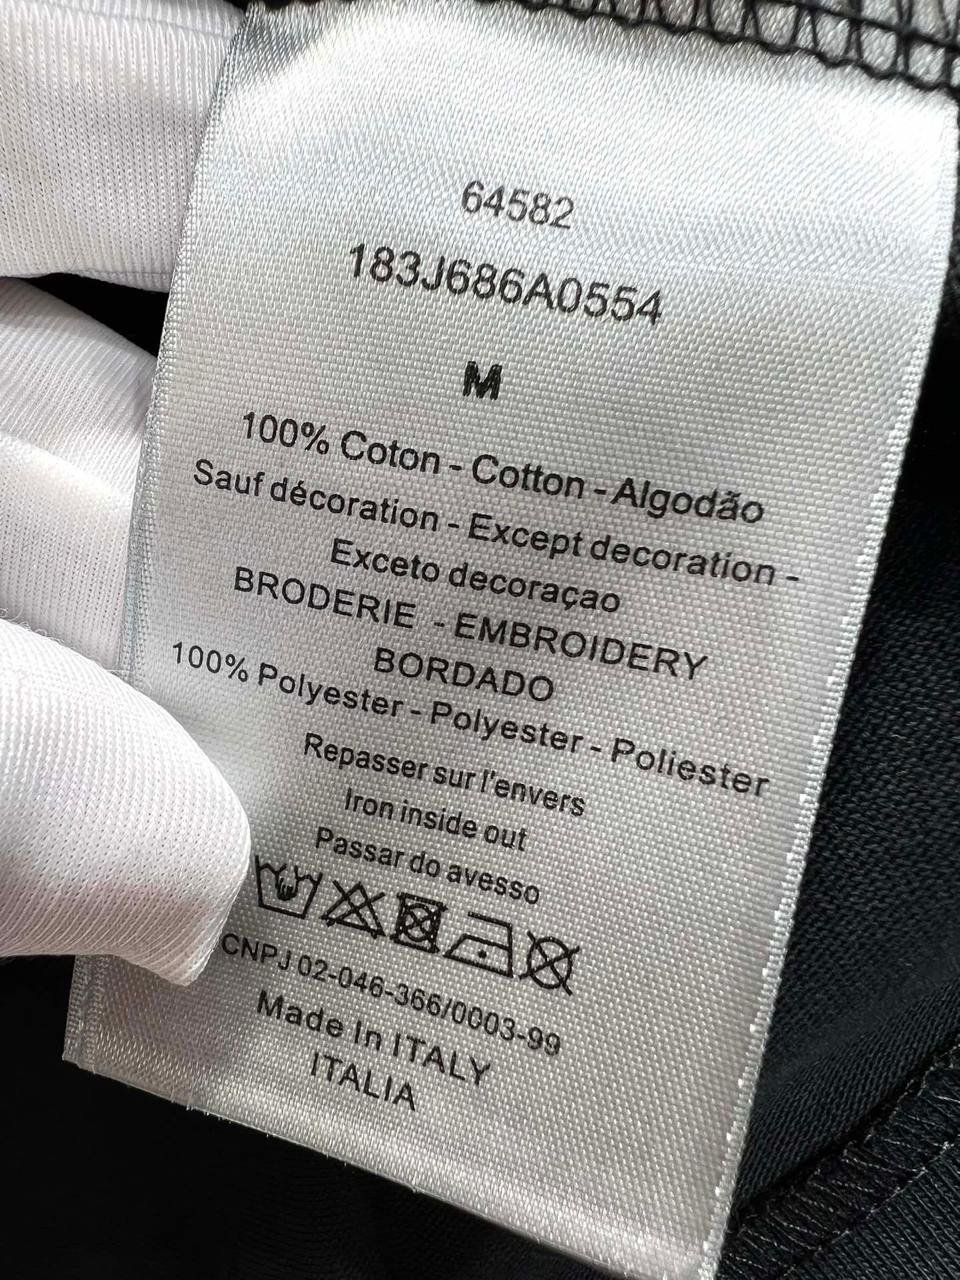 64582
183J686A0554
M
100% Coton - Cotton - Algodão
Sauf décoration - Except decoration -
Exceto decoraçao
BRODERIE - EMBROIDERY
BORDADO
100% Polyester - Polyester - Poliester
Repasser sur l'envers
Iron inside out
Passar do avesso
CNPJ 02-046-366/0003-99
Made In ITALY
ITALIA